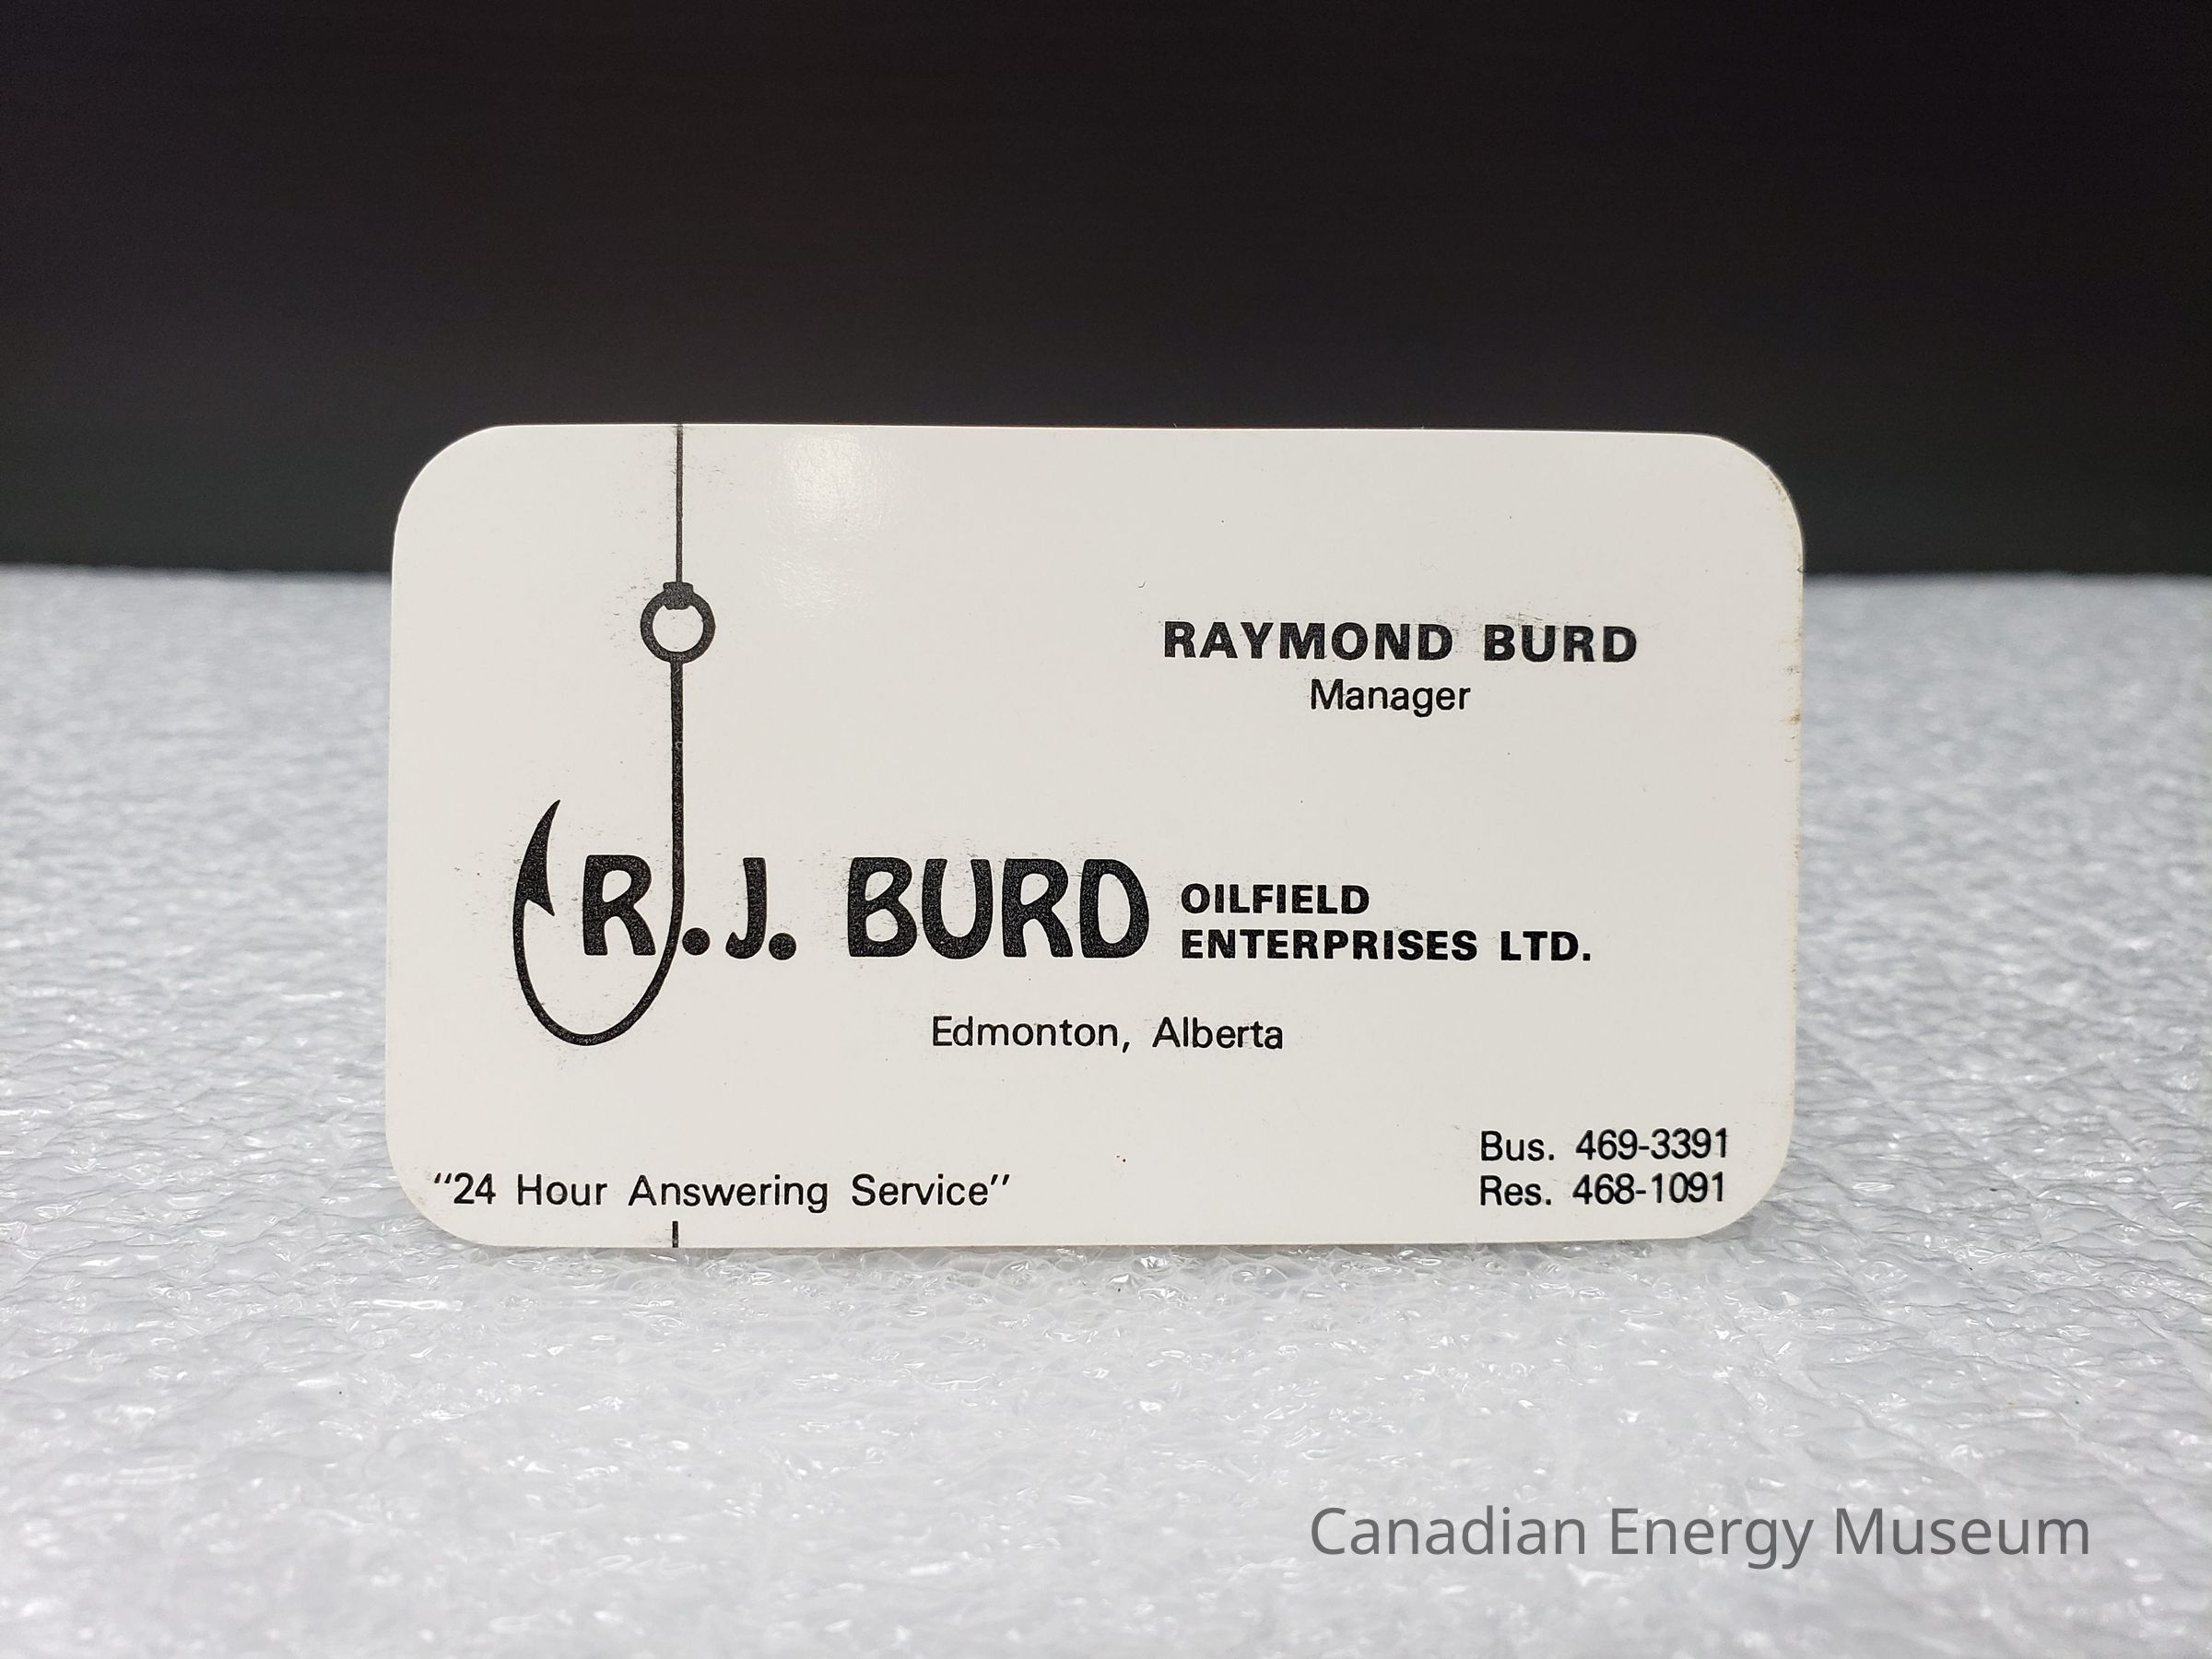 RAYMOND BURD
Manager
R.J. BURD OILFIELD
ENTERPRISES LTD.
Edmonton, Alberta
Bus. 469-3391
"24 Hour Answering Service" Res. 468-1091
Canadian Energy Museum